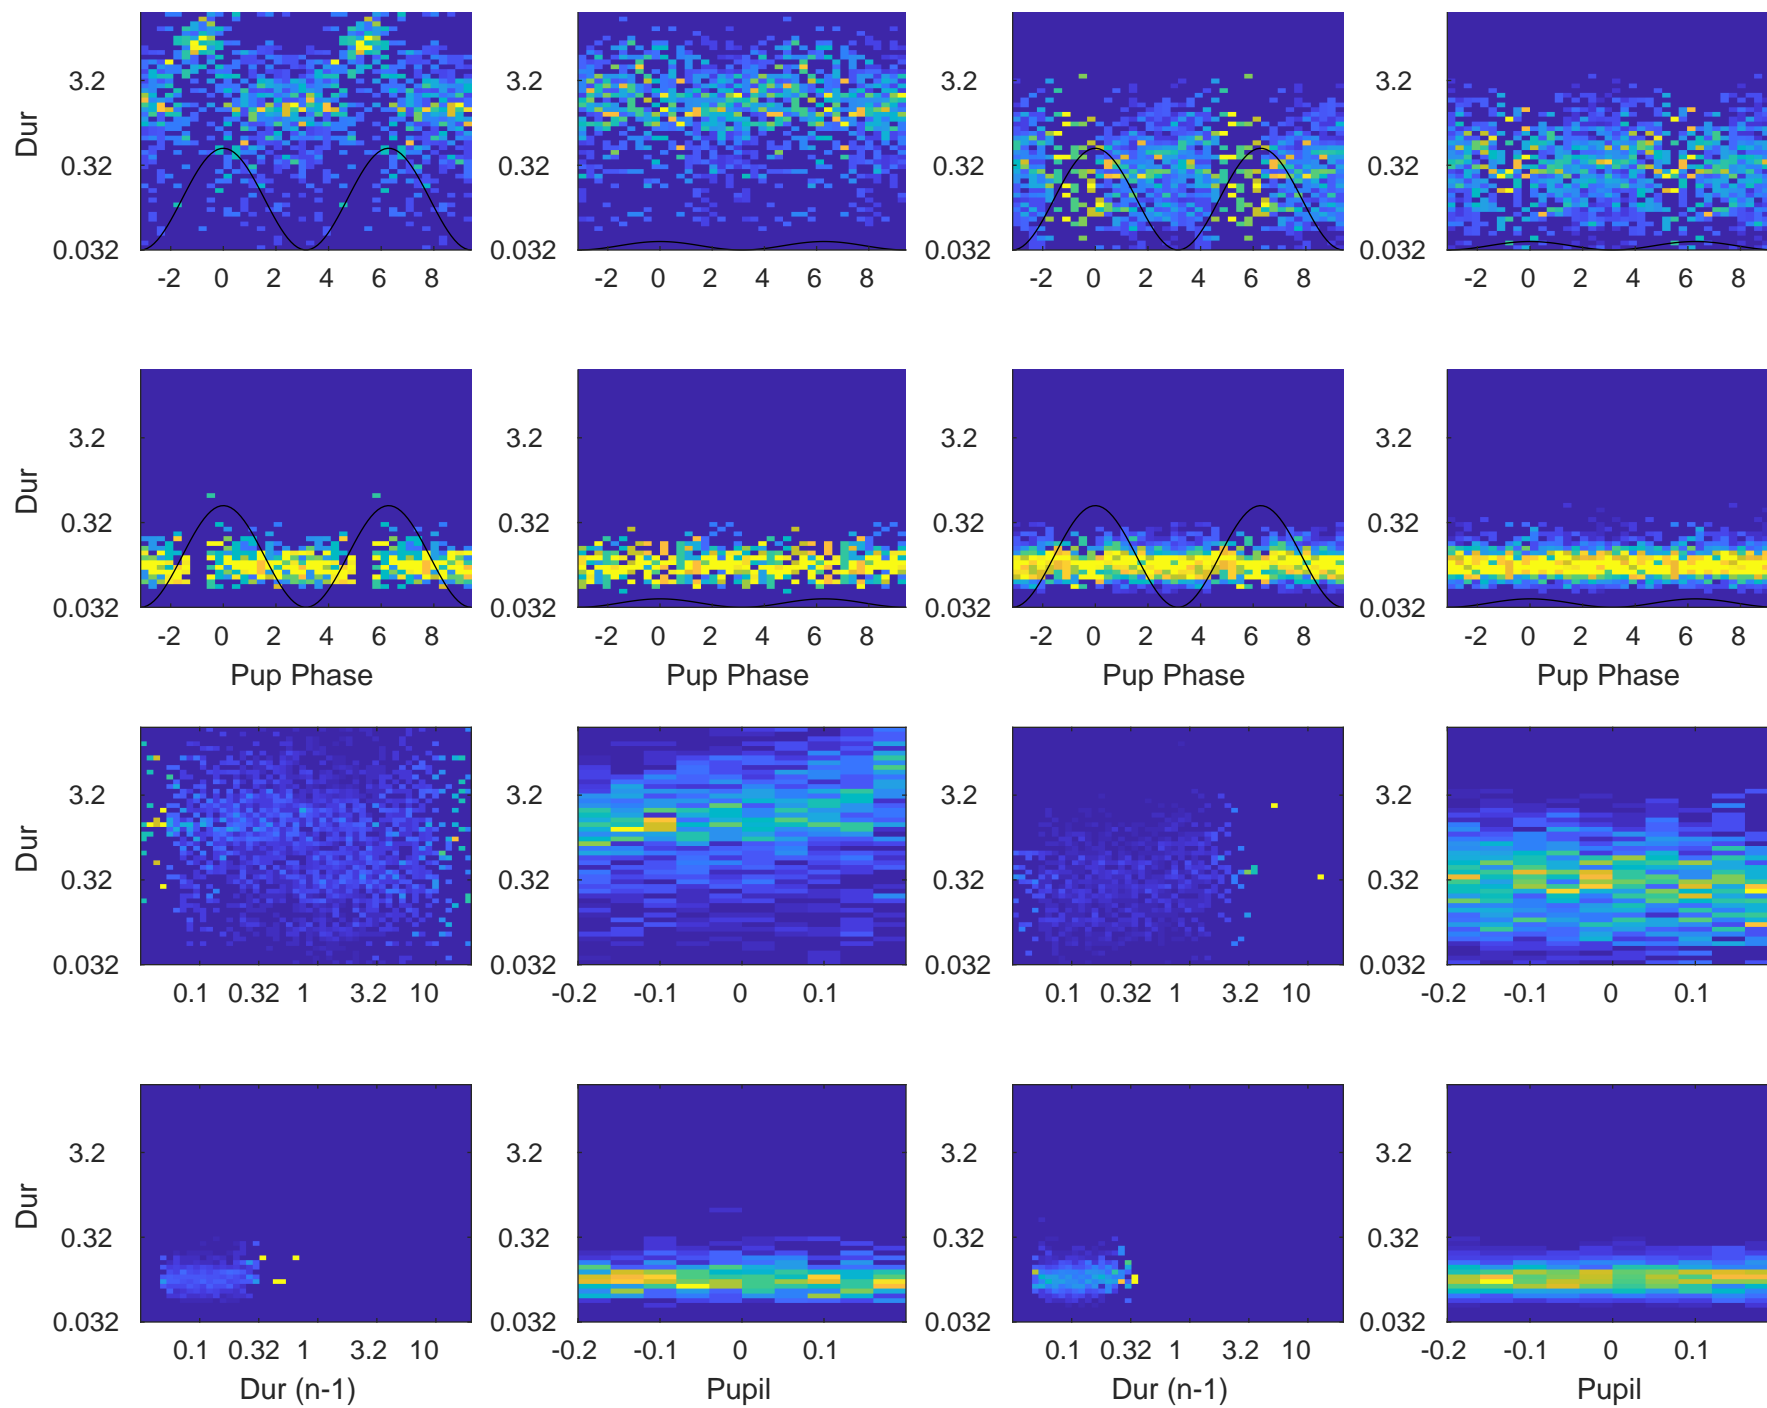 Dur
3.2 3.2 3.2 3.2
0.32 0.32 0.32 0.32
0.032 0.032 0.032 0.032
-2 0 2 4 6 8 -2 0 2 4 6 8 -2 0 2 4 6 8 -2 0 2 4 6 8
Dur
3.2 3.2 3.2 3.2
0.32 0.32 0.32 0.32
0.032 0.032 0.032 0.032
-2 0 2 4 6 8 -2 0 2 4 6 8 -2 0 2 4 6 8 -2 0 2 4 6 8
Pup Phase Pup Phase Pup Phase Pup Phase
Dur
3.2 3.2 3.2 3.2
0.32 0.32 0.32 0.32
0.032 0.032 0.032 0.032
0.1 0.32 1 3.2 10 -0.2 -0.1 0 0.1 0.1 0.32 1 3.2 10 -0.2 -0.1 0 0.1
Dur
3.2 3.2 3.2 3.2
0.32 0.32 0.32 0.32
0.032 0.032 0.032 0.032
0.1 0.32 1 3.2 10 -0.2 -0.1 0 0.1 0.1 0.32 1 3.2 10 -0.2 -0.1 0 0.1
Dur (n-1) Pupil Dur (n-1) Pupil